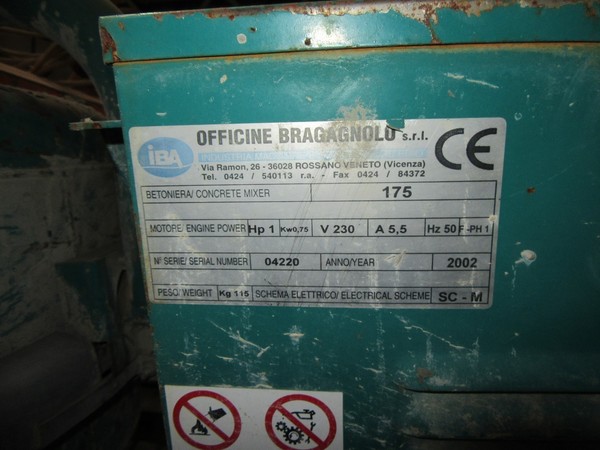 iBA
OFFICINE BRAGAGNOLO s.r.l.
Via Ramon, 26 - 36028 ROSSANO VENETO (Vicenza)
Tel. 0424 / 540113 r.a. - Fax 0424 / 84372
CE
BETONIERA/ CONCRETE MIXER 175
MOTORE/ ENGINE POWER Hp 1 Kw0,75 V 230 A 5,5 Hz 50 F -PH 1
N° SERIE/ SERIAL NUMBER 04220 ANNO/YEAR 2002
PESO/ WEIGHT Kg 115 SCHEMA ELETTRICO/ ELECTRICAL SCHEME SC - M